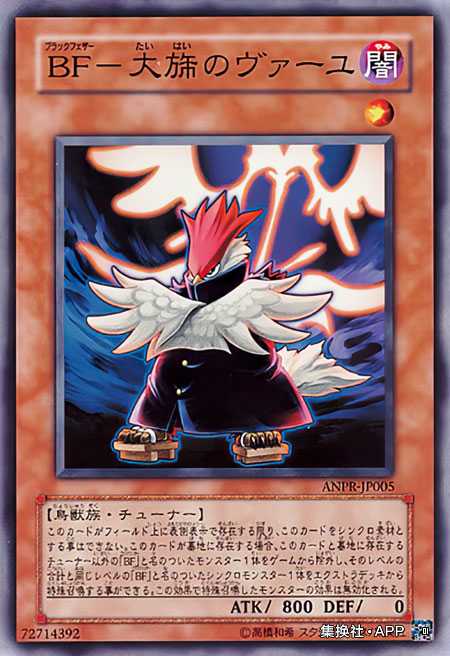 ブラックフェザー たい はい
BF－大旆のヴァーユ
やみ
闇
ANPR-JP005
【鳥獣族・チューナー】
このカードがフィールド上に表側表示で存在する限り、このカードをシンクロ素材と
する事はできない。このカードが墓地に存在する場合、このカードと墓地に存在する
チューナー以外の「BF」と名のついたモンスター１体をゲームから除外し、そのレベルの
合計と同じレベルの「BF」と名のついたシンクロモンスター１体をエクストラデッキから
特殊召喚する事ができる。この効果で特殊召喚したモンスターの効果は無効化される。
ATK/ 800 DEF/ 0
72714392
©高橋和希 スタ
集換社・APP